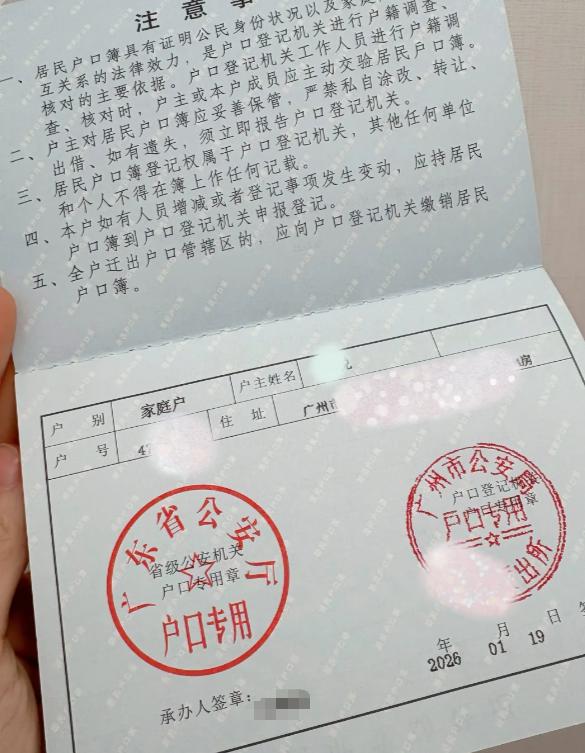 注意事
一、居民户口簿具有证明公民身份状况以及家庭
互关系的法律效力，是户口登记机关进行户籍调查、
核对的主要依据。户口登记机关工作人员进行户籍调
查、核对时，户主或本户成员应主动交验居民户口簿。
二、户主对居民户口簿应妥善保管，严禁私自涂改、转让、
出借、如有遗失，须立即报告户口登记机关。
三、居民户口簿登记权属于户口登记机关，其他任何单位
和个人不得在簿上作任何记载。
四、本户如有人员增减或者登记事项发生变动，应持居民
户口簿到户口登记机关申报登记。
五、全户迁出户口管辖区的，应向户口登记机关缴销居民
户口簿。
户别 家庭户 户主姓名
户号 住址 广州市 房
广东省公安厅
省级公安机关
户口专用章
户口专用
广州市公安局
户口登记机关
户口专用章
户口专用
出所
承办人签章：
年 月 日 签
2026 01 19